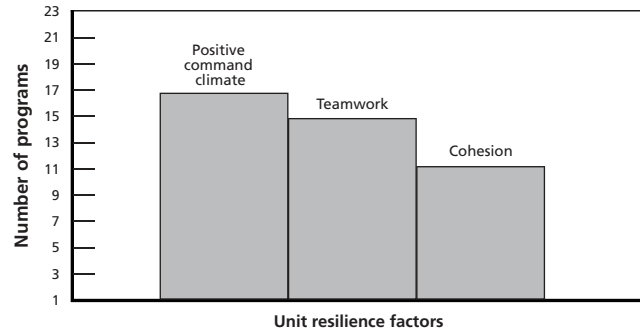 23
21
19
17
15
13
11
9
7
5
3
1
Number of programs
Positive
command
climate
Teamwork
Cohesion
Unit resilience factors